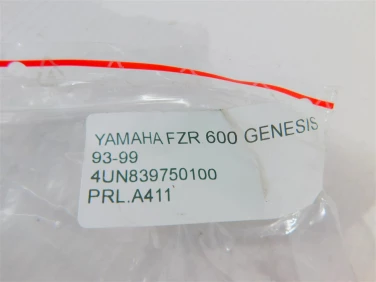 YAMAHA FZR 600 GENESIS
93-99
4UN839750100
PRL.A411